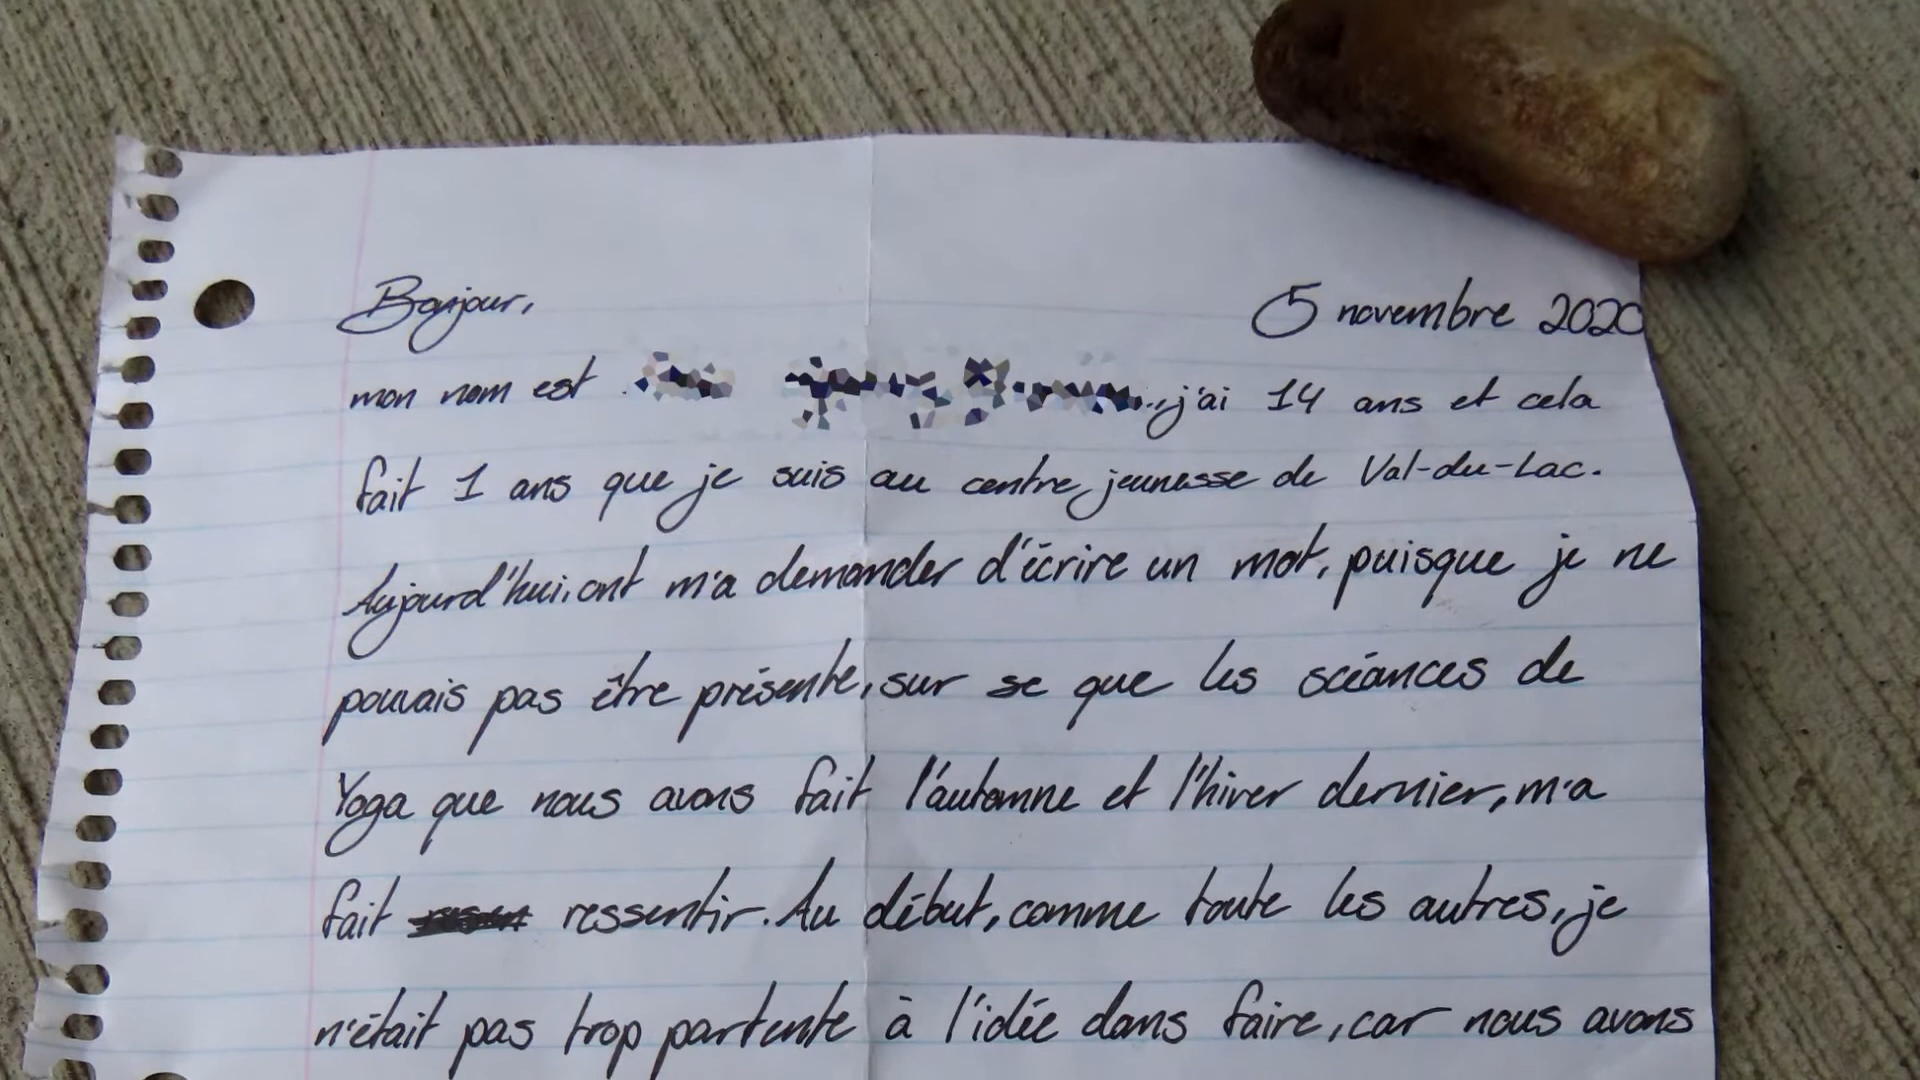 Bonjour,
5 novembre 2020
mon nom est j'ai 14 ans et cela
fait 1 ans que je suis au centre jeunesse de Val-du-Lac.
Aujourd'hui, ont m'a demander d'écrire un mot, puisque je ne
pouvais pas être présente, sur se que les scéances de
Yoga que nous avons fait l'automne et l'hiver dernier, m'a
fait ressentir. Au début, comme toute les autres, je
n'était pas trop partente à l'idée dans faire, car nous avons